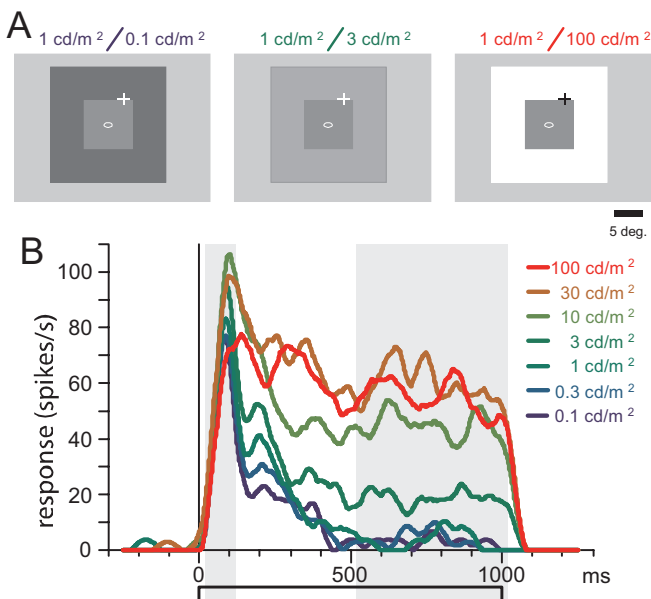 A
1 cd/m ² / 0.1 cd/m ²
1 cd/m ² / 3 cd/m ²
1 cd/m ² / 100 cd/m ²
5 deg.
B
response (spikes/s)
100
80
60
40
20
0
100 cd/m ²
30 cd/m ²
10 cd/m ²
3 cd/m ²
1 cd/m ²
0.3 cd/m ²
0.1 cd/m ²
0 500 1000 ms